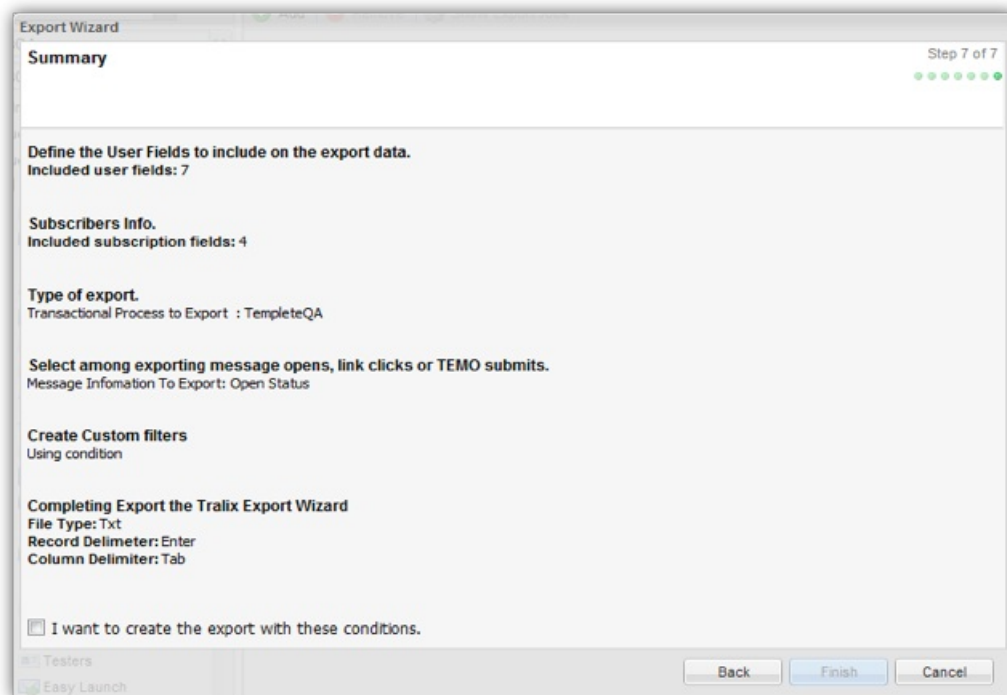 Export Wizard
Summary
Step 7 of 7
Define the User Fields to include on the export data.
Included user fields: 7
Subscribers Info.
Included subscription fields: 4
Type of export.
Transactional Process to Export : TempleteQA
Select among exporting message opens, link clicks or TEMO submits.
Message Infomation To Export: Open Status
Create Custom filters
Using condition
Completing Export the Tralix Export Wizard
File Type: Txt
Record Delimeter: Enter
Column Delimiter: Tab
I want to create the export with these conditions.
Testers
Back Finish Cancel
Easy Launch